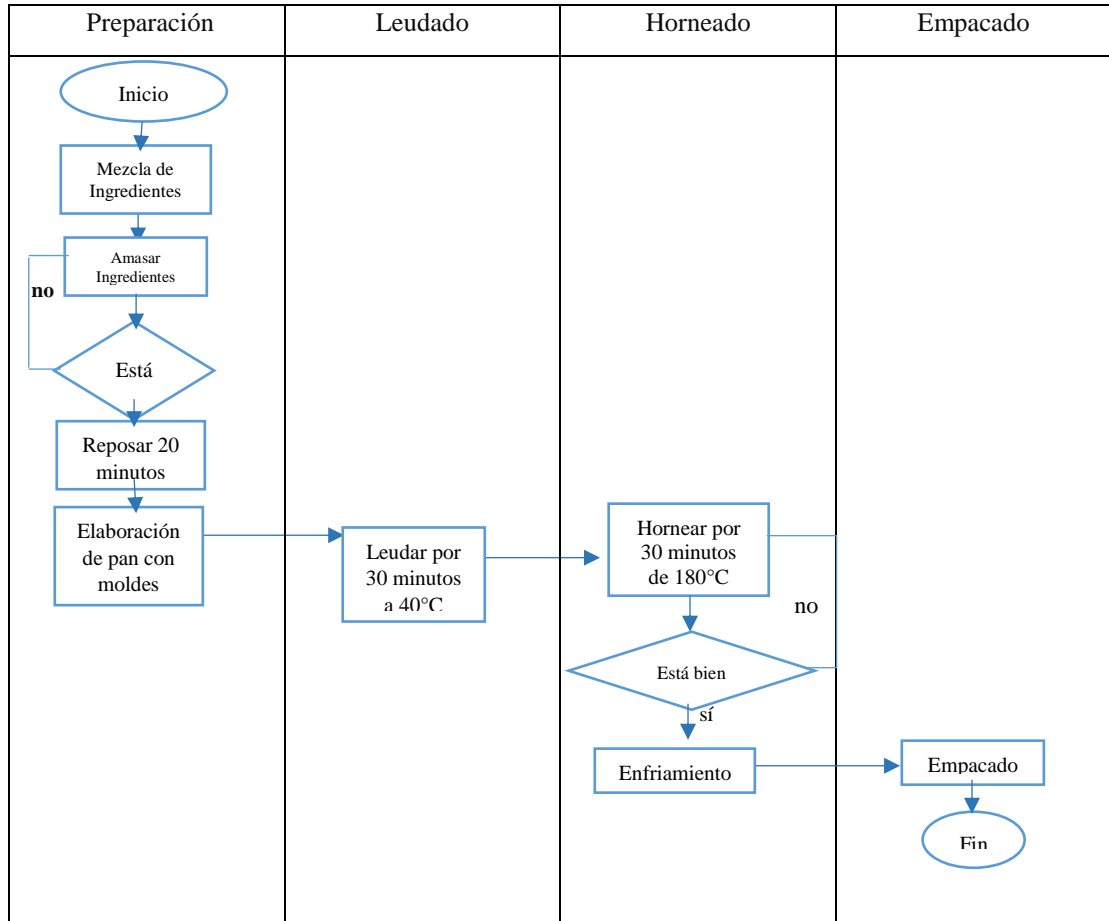 Preparación
Leudado
Horneado
Empacado
Inicio
Mezcla de
Ingredientes
Amasar
Ingredientes
no
Está
Reposar 20
minutos
Elaboración
de pan con
moldes
Leudar por
30 minutos
a 40°C
Hornear por
30 minutos
de 180°C
no
Está bien
sí
Enfriamiento
Empacado
Fin